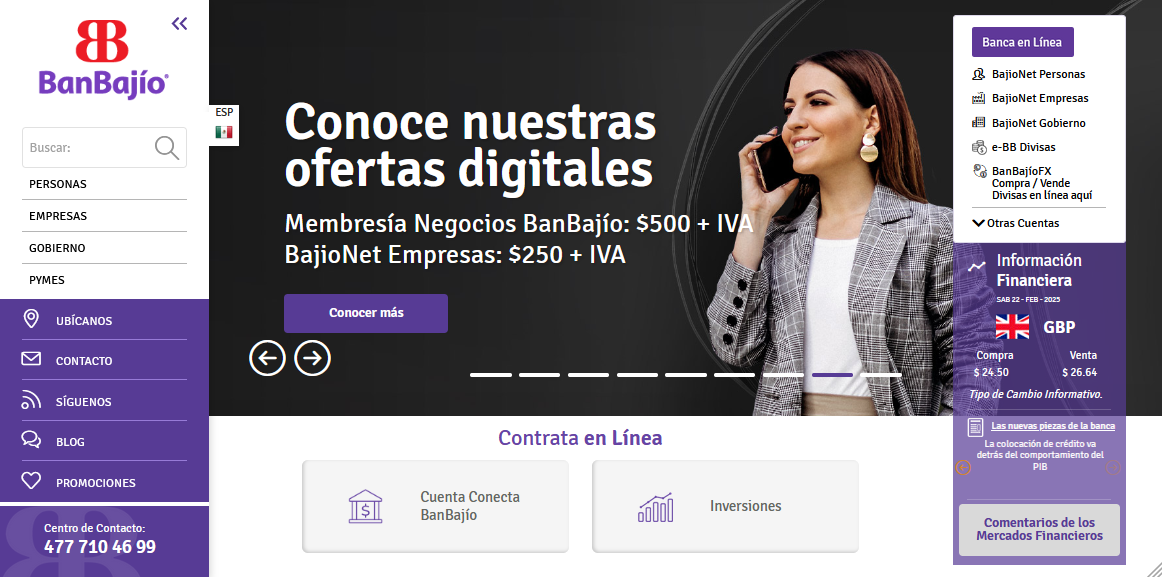 BanBajío
Buscar:
PERSONAS
EMPRESAS
GOBIERNO
PYMES
UBÍCANOS
CONTACTO
SÍGUENOS
BLOG
PROMOCIONES
Centro de Contacto:
477 710 46 99
ESP
Conoce nuestras
ofertas digitales
Membresía Negocios BanBajío: $500 + IVA
BajioNet Empresas: $250 + IVA
Conocer más
Contrata en Línea
Cuenta Conecta
BanBajío
Inversiones
Banca en Línea
BajioNet Personas
BajioNet Empresas
BajioNet Gobierno
e-BB Divisas
BanBajíoFX
Compra / Vende
Divisas en línea aquí
Otras Cuentas
Información
Financiera
SAB 22 - FEB - 2025
GBP
Compra Venta
$ 24.50 $ 26.64
Tipo de Cambio Informativo.
Las nuevas piezas de la banca
La colocación de crédito va
detrás del comportamiento del
PIB
Comentarios de los
Mercados Financieros